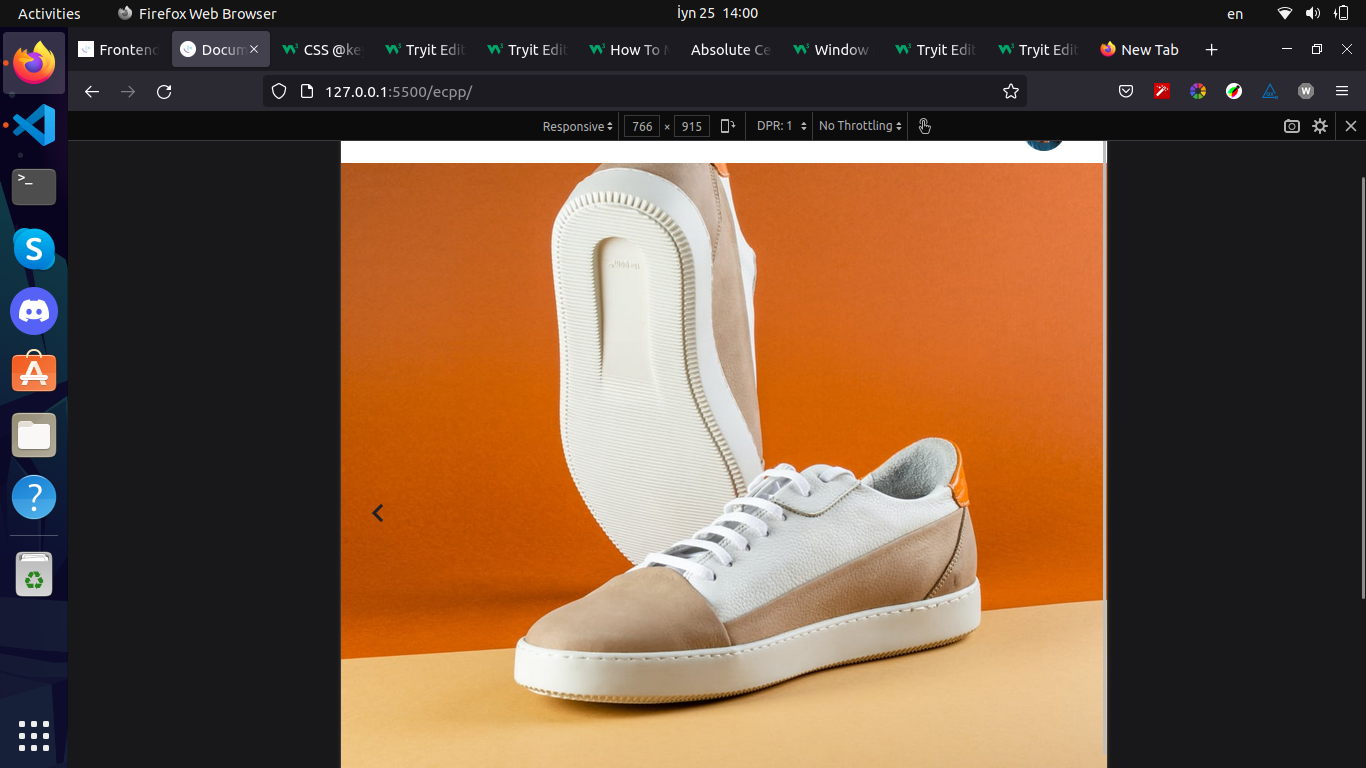 Activities
Firefox Web Browser
İyn 25 14:00
en
Frontend
Docum
CSS @key
Tryit Edit
Tryit Edit
How To M
Absolute Ce
Window
Tryit Edit
Tryit Edit
New Tab
127.0.0.1:5500/ecpp/
W
Responsive
766 × 915
DPR: 1
No Throttling
>_
S
A
?